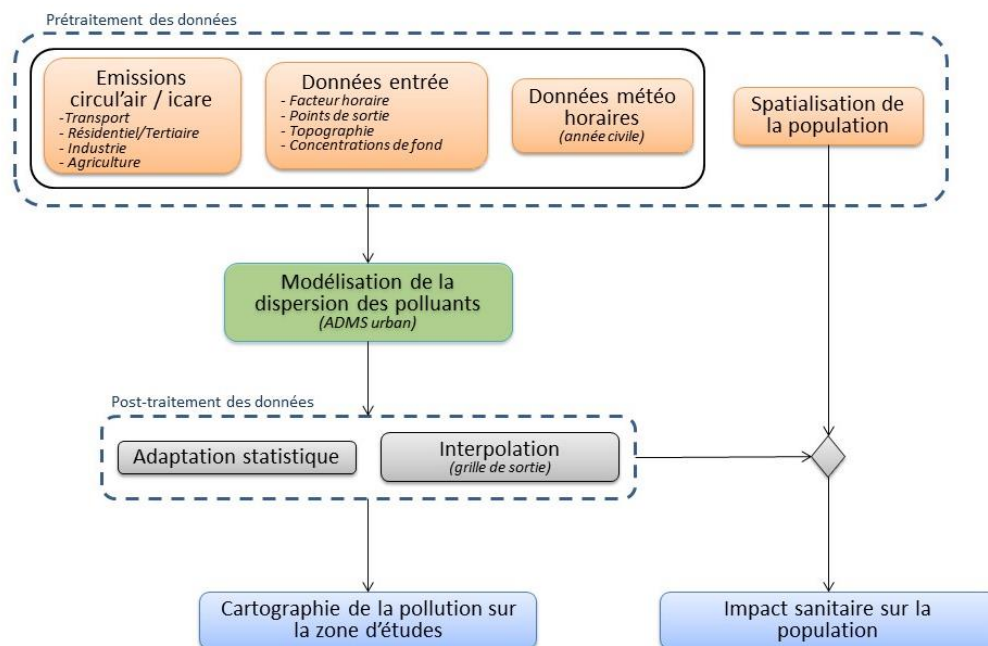 Prétraitement des données
Emissions
circul'air / icare
-Transport
- Résidentiel/Tertiaire
- Industrie
- Agriculture
Données entrée
- Facteur horaire
- Points de sortie
- Topographie
- Concentrations de fond
Données météo
horaires
(année civile)
Spatialisation de
la population
Modélisation de la
dispersion des polluants
(ADMS urban)
Post-traitement des données
Adaptation statistique
Interpolation
(grille de sortie)
Cartographie de la pollution sur
la zone d'études
Impact sanitaire sur la
population